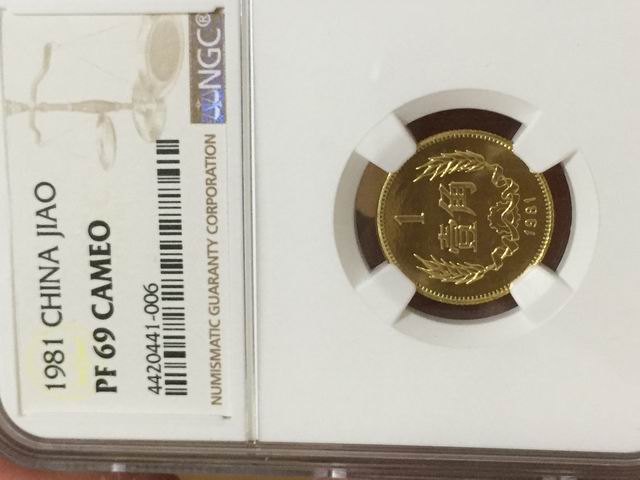 1981 CHINA JIAO
PF 69 CAMEO
4420441-006
NUMISMATIC GUARANTY CORPORATION
NGC®
1
壹角
1981